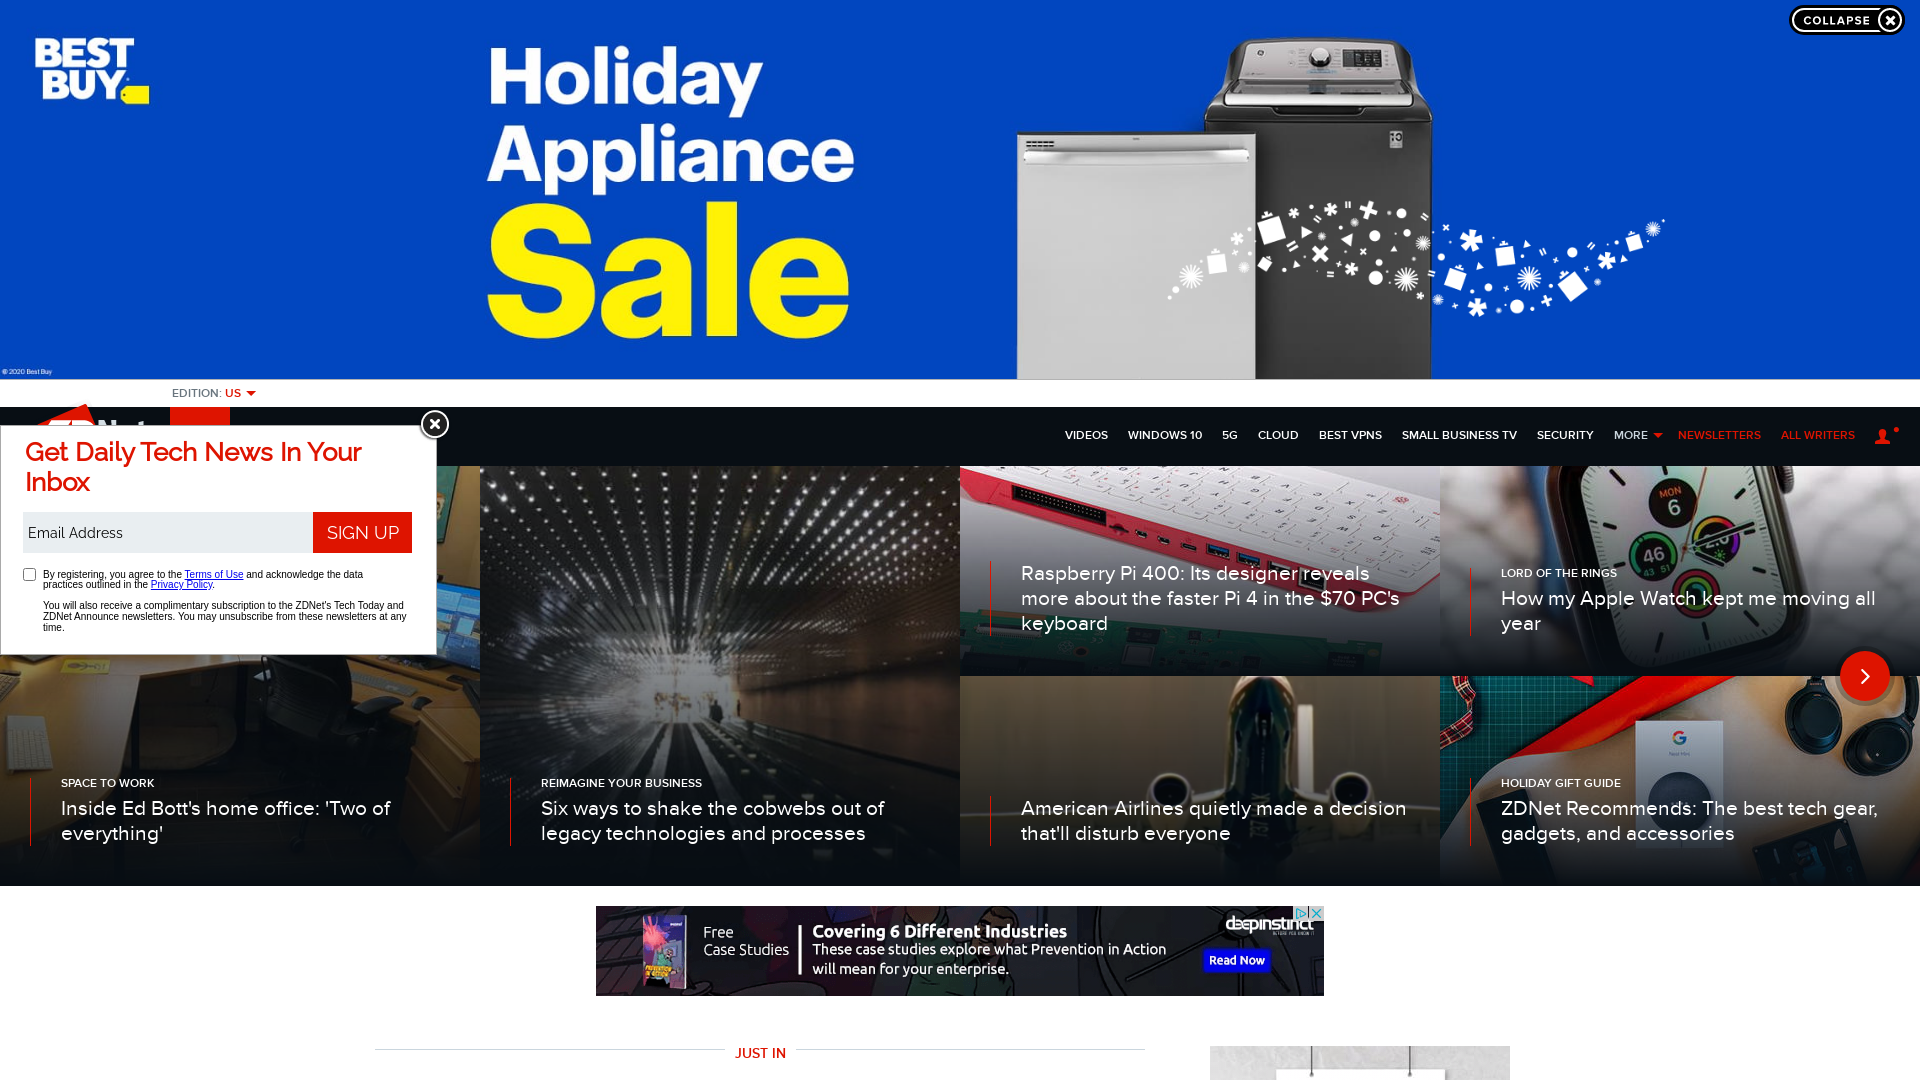 COLLAPSE
BEST
BUY
Holiday
Appliance
Sale
© 2020 Best Buy
EDITION: US
VIDEOS
WINDOWS 10
5G
CLOUD
BEST VPNS
SMALL BUSINESS TV
SECURITY
MORE
NEWSLETTERS
ALL WRITERS
Get Daily Tech News In Your
Inbox
Email Address
SIGN UP
By registering, you agree to the Terms of Use and acknowledge the data
practices outlined in the Privacy Policy.
You will also receive a complimentary subscription to the ZDNet's Tech Today and
ZDNet Announce newsletters. You may unsubscribe from these newsletters at any
time.
SPACE TO WORK
Inside Ed Bott's home office: 'Two of
everything'
REIMAGINE YOUR BUSINESS
Six ways to shake the cobwebs out of
legacy technologies and processes
Raspberry Pi 400: Its designer reveals
more about the faster Pi 4 in the $70 PC's
keyboard
MON
6
46
LORD OF THE RINGS
How my Apple Watch kept me moving all
year
American Airlines quietly made a decision
that'll disturb everyone
HOLIDAY GIFT GUIDE
ZDNet Recommends: The best tech gear,
gadgets, and accessories
Free
Case Studies
Covering 6 Different Industries
These case studies explore what Prevention in Action
will mean for your enterprise.
deepinstinct
Read Now
PREVENTION
IN ACTION
JUST IN